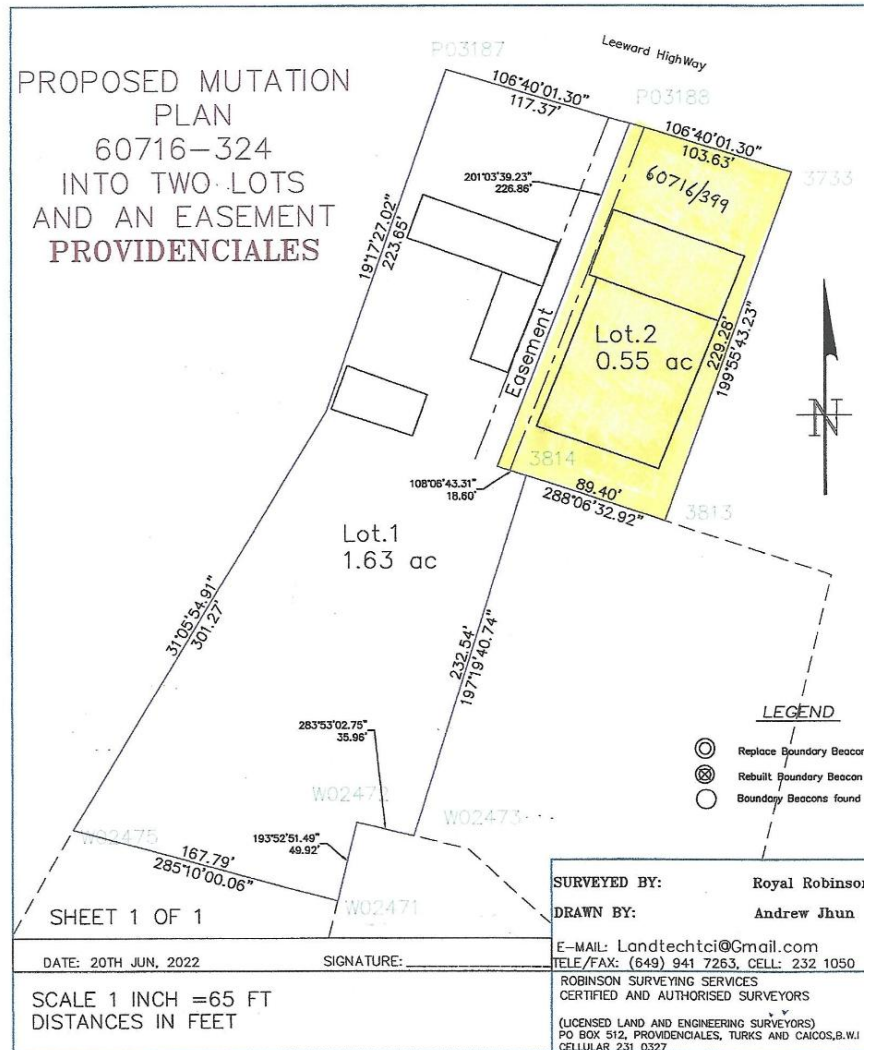 PROPOSED MUTATION
PLAN
60716-324
INTO TWO LOTS
AND AN EASEMENT
PROVIDENCIALES
Leeward HighWay
P03187
106°40'01.30"
117.37'
P03188
106°40'01.30"
103.63'
3733
60716/399
201°03'39.23"
226.86'
19°17'27.02"
223.65'
Easement
Lot.2
0.55 ac
229.28'
199°55'43.23"
N
3814
108°06'43.31"
18.60'
89.40'
288°06'32.92"
3813
Lot.1
1.63 ac
31°05'54.91"
301.27'
232.54'
197°19'40.74"
283°53'02.75"
35.96'
W02472
W02473
193°52'51.49"
49.92'
W02475
167.79'
285°10'00.06"
W02471
LEGEND
Replace Boundary Beacon
Rebuilt Boundary Beacon
Boundary Beacons found
SHEET 1 OF 1
DATE: 20TH JUN, 2022
SIGNATURE:
SCALE 1 INCH =65 FT
DISTANCES IN FEET
SURVEYED BY: Royal Robinson
DRAWN BY: Andrew Jhun
E-MAIL: Landtechtci@Gmail.com
TELE/FAX: (649) 941 7263, CELL: 232 1050
ROBINSON SURVEYING SERVICES
CERTIFIED AND AUTHORISED SURVEYORS
(LICENSED LAND AND ENGINEERING SURVEYORS)
PO BOX 512, PROVIDENCIALES, TURKS AND CAICOS,B.W.I
CELLULAR 231 0327